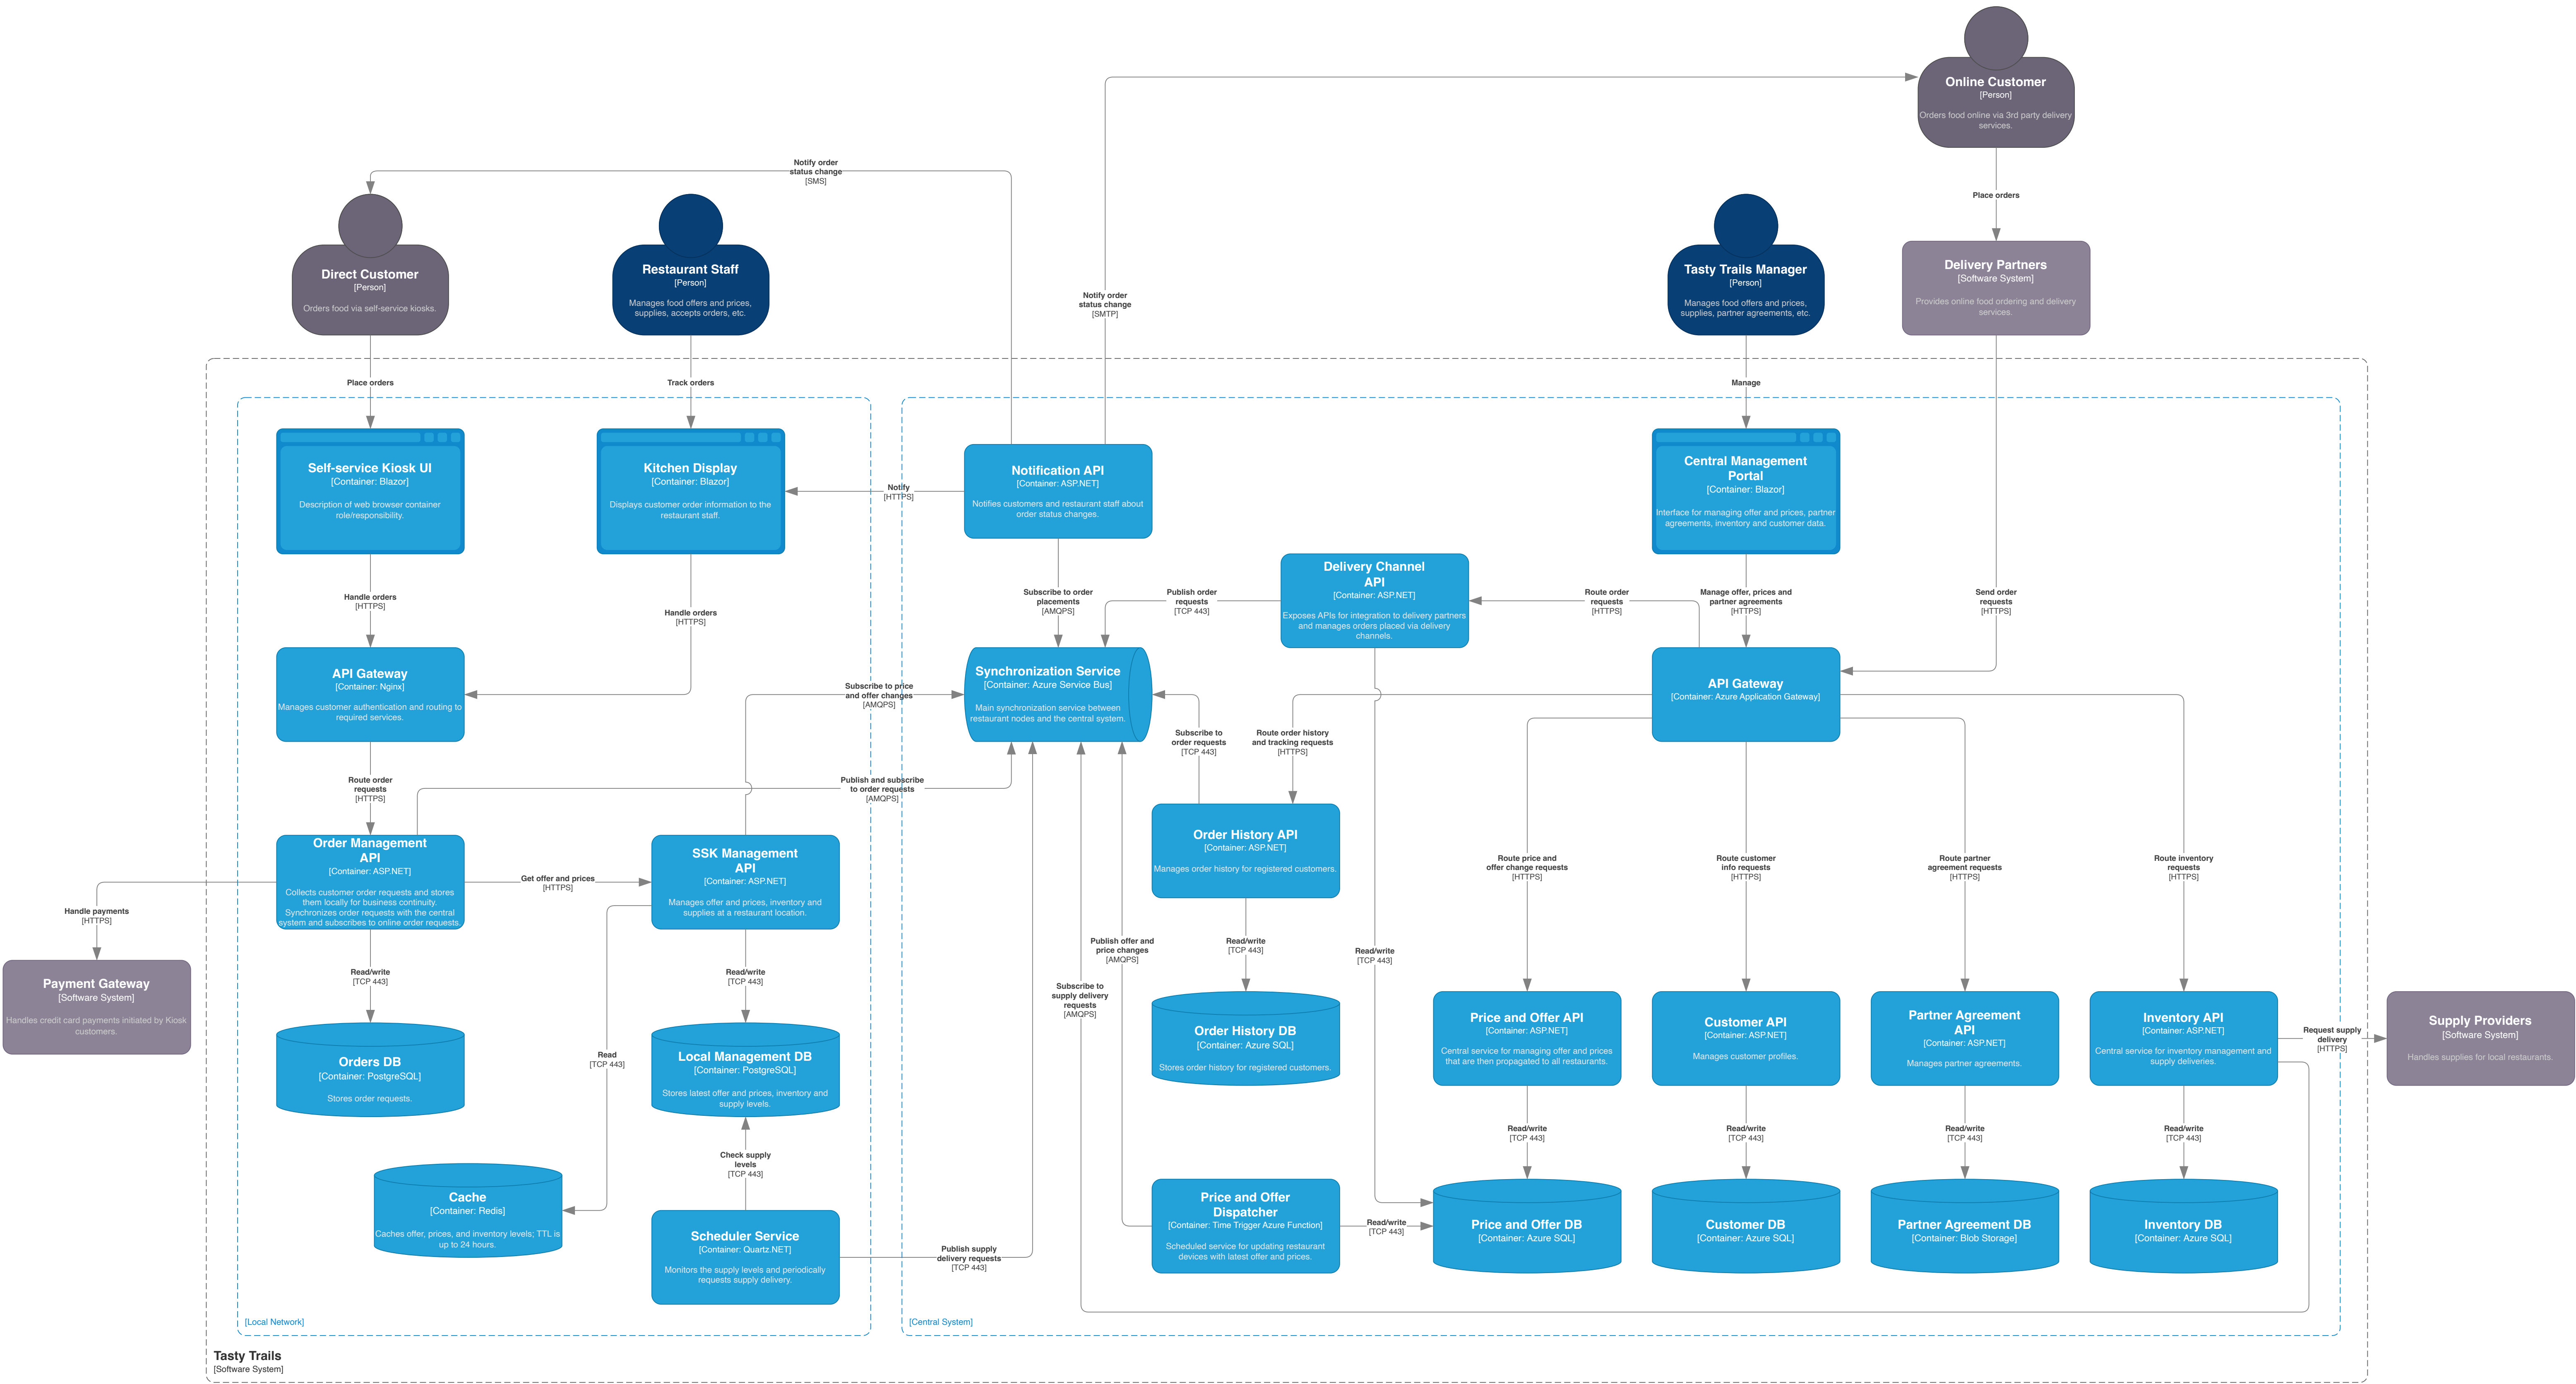 Online Customer
[Person]
Orders food online via 3rd party delivery
services.
Notify order
status change
[SMS]
Place orders
Direct Customer
[Person]
Orders food via self-service kiosks.
Restaurant Staff
[Person]
Manages food offers and prices,
supplies, accepts orders, etc.
Notify order
status change
[SMTP]
Tasty Trails Manager
[Person]
Manages food offers and prices,
supplies, partner agreements, etc.
Delivery Partners
[Software System]
Provides online food ordering and delivery
services.
Place orders
Track orders
Manage
Self-service Kiosk UI
[Container: Blazor]
Description of web browser container
role/responsibility.
Kitchen Display
[Container: Blazor]
Displays customer order information to the
restaurant staff.
Notify
[HTTPS]
Notification API
[Container: ASP.NET]
Notifies customers and restaurant staff about
order status changes.
Central Management
Portal
[Container: Blazor]
Interface for managing offer and prices, partner
agreements, inventory and customer data.
Handle orders
[HTTPS]
Handle orders
[HTTPS]
Subscribe to order
placements
[AMQPS]
Publish order
requests
[TCP 443]
Delivery Channel
API
[Container: ASP.NET]
Exposes APIs for integration to delivery partners
and manages orders placed via delivery
channels.
Route order
requests
[HTTPS]
Manage offer, prices and
partner agreements
[HTTPS]
Send order
requests
[HTTPS]
API Gateway
[Container: Nginx]
Manages customer authentication and routing to
required services.
Subscribe to price
and offer changes
[AMQPS]
Synchronization Service
[Container: Azure Service Bus]
Main synchronization service between
restaurant nodes and the central system.
API Gateway
[Container: Azure Application Gateway]
Subscribe to
order requests
[TCP 443]
Route order history
and tracking requests
[HTTPS]
Route order
requests
[HTTPS]
Publish and subscribe
to order requests
[AMQPS]
Order Management
API
[Container: ASP.NET]
Collects customer order requests and stores
them locally for business continuity.
Synchronizes order requests with the central
system and subscribes to online order requests.
Get offer and prices
[HTTPS]
SSK Management
API
[Container: ASP.NET]
Manages offer and prices, inventory and
supplies at a restaurant location.
Order History API
[Container: ASP.NET]
Manages order history for registered customers.
Route price and
offer change requests
[HTTPS]
Route customer
info requests
[HTTPS]
Route partner
agreement requests
[HTTPS]
Route inventory
requests
[HTTPS]
Handle payments
[HTTPS]
Payment Gateway
[Software System]
Handles credit card payments initiated by Kiosk
customers.
Read/write
[TCP 443]
Read/write
[TCP 443]
Publish offer and
price changes
[AMQPS]
Read/write
[TCP 443]
Read/write
[TCP 443]
Subscribe to
supply delivery
requests
[AMQPS]
Orders DB
[Container: PostgreSQL]
Stores order requests.
Read
[TCP 443]
Local Management DB
[Container: PostgreSQL]
Stores latest offer and prices, inventory and
supply levels.
Order History DB
[Container: Azure SQL]
Stores order history for registered customers.
Price and Offer API
[Container: ASP.NET]
Central service for managing offer and prices
that are then propagated to all restaurants.
Customer API
[Container: ASP.NET]
Manages customer profiles.
Partner Agreement
API
[Container: ASP.NET]
Manages partner agreements.
Inventory API
[Container: ASP.NET]
Central service for inventory management and
supply deliveries.
Request supply
delivery
[HTTPS]
Supply Providers
[Software System]
Handles supplies for local restaurants.
Check supply
levels
[TCP 443]
Read/write
[TCP 443]
Read/write
[TCP 443]
Read/write
[TCP 443]
Read/write
[TCP 443]
Cache
[Container: Redis]
Caches offer, prices, and inventory levels; TTL is
up to 24 hours.
Scheduler Service
[Container: Quartz.NET]
Monitors the supply levels and periodically
requests supply delivery.
Publish supply
delivery requests
[TCP 443]
Price and Offer
Dispatcher
[Container: Time Trigger Azure Function]
Scheduled service for updating restaurant
devices with latest offer and prices.
Read/write
[TCP 443]
Price and Offer DB
[Container: Azure SQL]
Customer DB
[Container: Azure SQL]
Partner Agreement DB
[Container: Blob Storage]
Inventory DB
[Container: Azure SQL]
[Local Network]
[Central System]
Tasty Trails
[Software System]